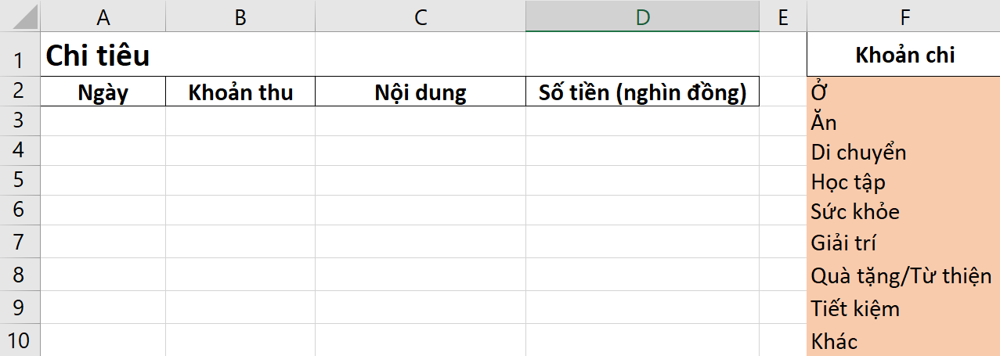 A B C D E F
1 Chi tiêu Khoản chi
2 Ngày Khoản thu Nội dung Số tiền (nghìn đồng) Ở
3 Ăn
4 Di chuyển
5 Học tập
6 Sức khỏe
7 Giải trí
8 Quà tặng/Từ thiện
9 Tiết kiệm
10 Khác